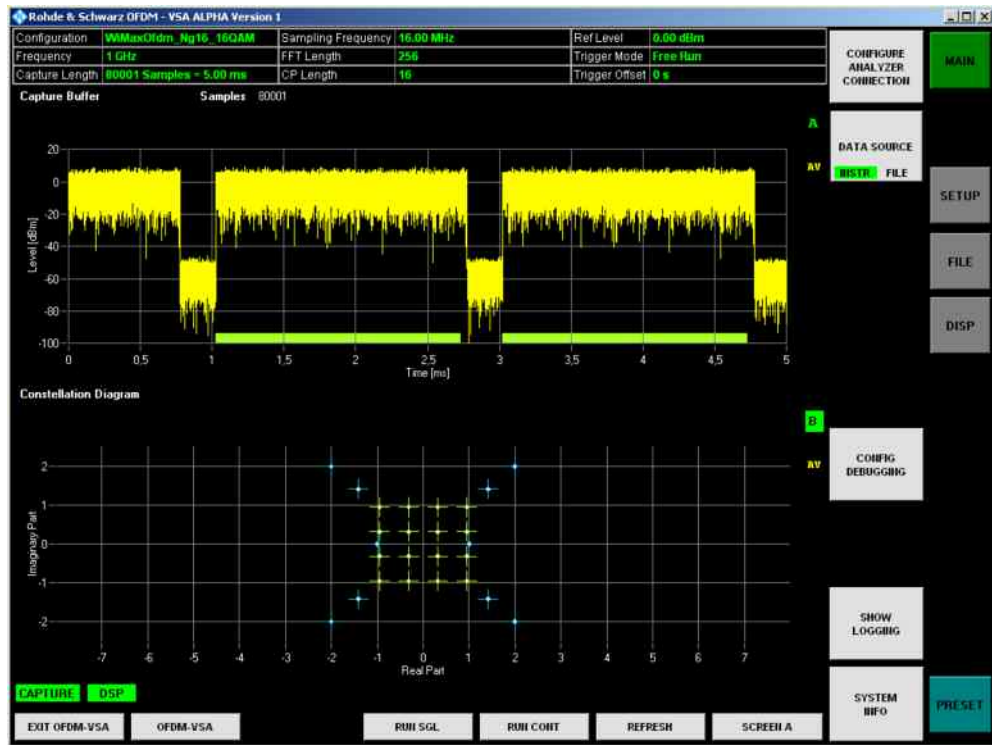 Rohde & Schwarz OFDM - VSA ALPHA Version 1
Configuration WiMaxOfdm_Ng16_16QAM Sampling Frequency 16.00 MHz Ref Level 0.00 dBm
Frequency 1 GHz FFT Length 256 Trigger Mode Free Run
Capture Length 80001 Samples = 5.00 ms CP Length 16 Trigger Offset 0 s
CONFIGURE ANALYZER CONNECTION
MAIN
Capture Buffer Samples 80001
A
AV
DATA SOURCE
INSTR FILE
SETUP
FILE
DISP
Level [dBm]
20
0
-20
-40
-60
-80
-100
0 0,5 1 1,5 2 2,5 3 3,5 4 4,5 5
Time [ms]
Constellation Diagram
B
AV
CONFIG DEBUGGING
Imaginary Part
2
1
0
-1
-2
-7 -6 -5 -4 -3 -2 -1 0 1 2 3 4 5 6 7
Real Part
SHOW LOGGING
CAPTURE DSP
SYSTEM INFO
PRESET
EXIT OFDM-VSA OFDM-VSA RUN SGL RUN CONT REFRESH SCREEN A